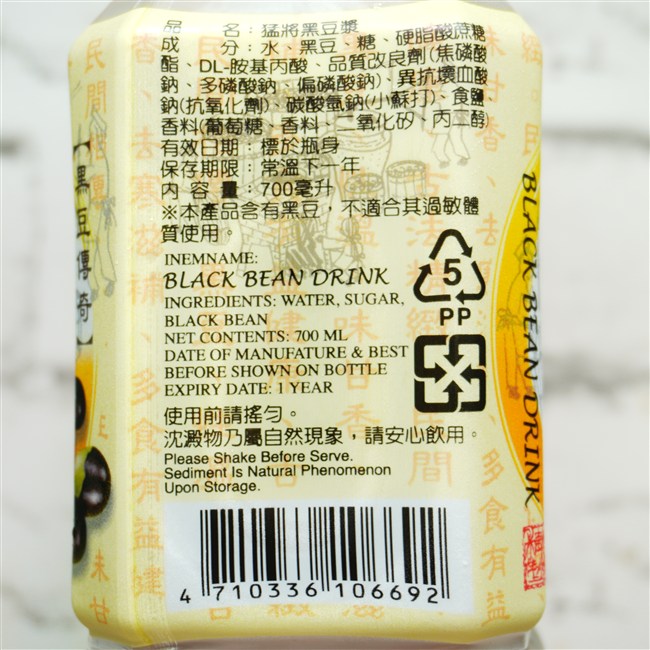 品 名：猛將黑豆漿
成 分：水、黑豆、糖、硬脂酸蔗糖
酯、DL-胺基丙酸、品質改良劑(焦磷酸
鈉、多磷酸鈉 偏磷酸鈉)、異抗壞血酸
鈉(抗氧化劑)、碳酸氫鈉(小蘇打)、食鹽、
香料(葡萄糖、香料、二氧化矽、丙二醇)
有效日期：標於瓶身
保存期限：常溫下一年
內 容 量：700毫升
※本產品含有黑豆，不適合其過敏體
質使用。
INEMNAME:
BLACK BEAN DRINK
INGREDIENTS: WATER, SUGAR,
BLACK BEAN
NET CONTENTS: 700 ML
DATE OF MANUFATURE & BEST
BEFORE SHOWN ON BOTTLE
EXPIRY DATE: 1 YEAR
使用前請搖勻。
沈澱物乃屬自然現象，請安心飲用。
Please Shake Before Serve.
Sediment Is Natural Phenomenon
Upon Storage.
4 710336 106692
5
PP
【黑豆傳奇】
BLACK BEAN DRINK